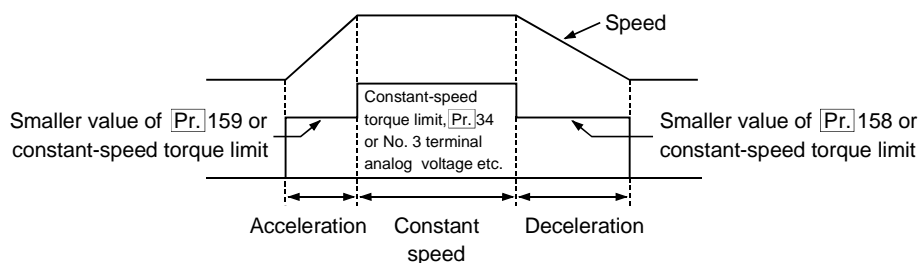 Speed
Constant-speed
torque limit, Pr. 34
or No. 3 terminal
analog voltage etc.
Smaller value of Pr. 159 or
constant-speed torque limit
Smaller value of Pr. 158 or
constant-speed torque limit
Acceleration
Constant
speed
Deceleration